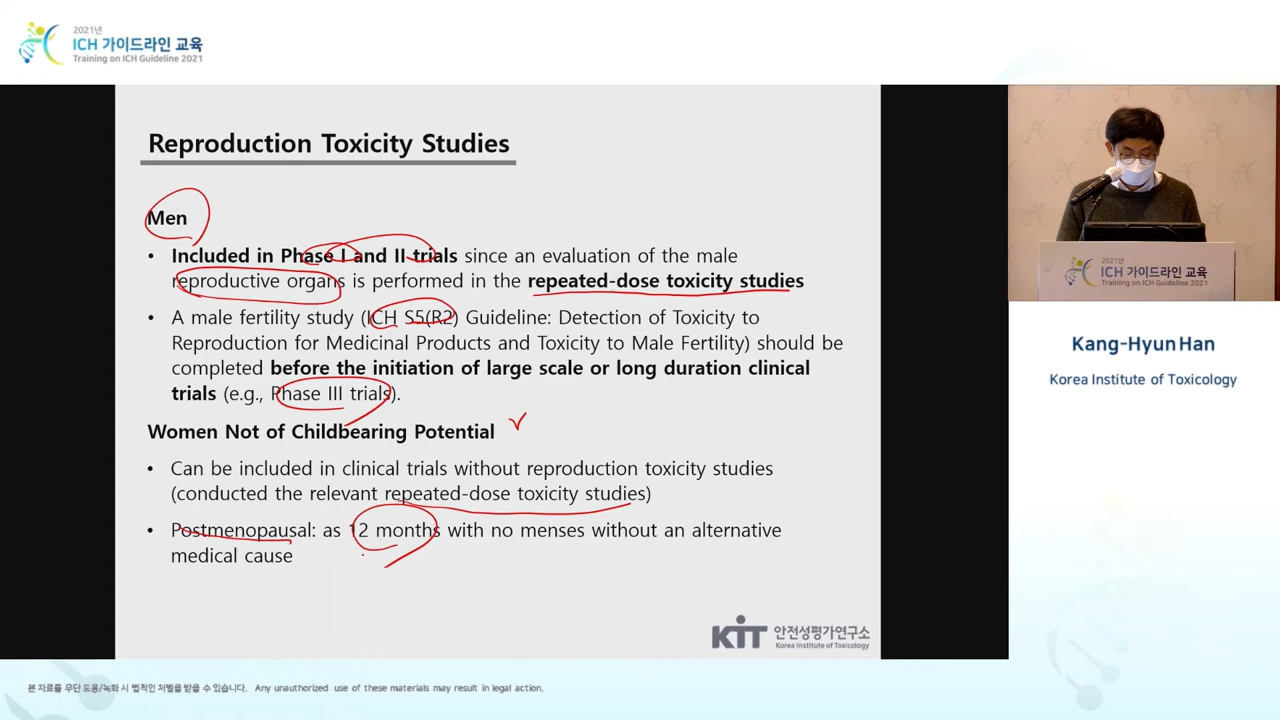 2021년
ICH 가이드라인 교육
Training on ICH Guideline 2021
Reproduction Toxicity Studies
Men
• Included in Phase I and II trials since an evaluation of the male
reproductive organs is performed in the repeated-dose toxicity studies
• A male fertility study (ICH S5(R2) Guideline: Detection of Toxicity to
Reproduction for Medicinal Products and Toxicity to Male Fertility) should be
completed before the initiation of large scale or long duration clinical
trials (e.g., Phase III trials).
Women Not of Childbearing Potential
• Can be included in clinical trials without reproduction toxicity studies
(conducted the relevant repeated-dose toxicity studies)
• Postmenopausal: as 12 months with no menses without an alternative
medical cause
KIT 안전성평가연구소
Korea Institute of Toxicology
2021년
ICH 가이드라인 교육
Training on ICH Guideline 2021
Kang-Hyun Han
Korea Institute of Toxicology
본 자료를 무단 도용/녹화 시 법적인 처벌을 받을 수 있습니다. Any unauthorized use of these materials may result in legal action.